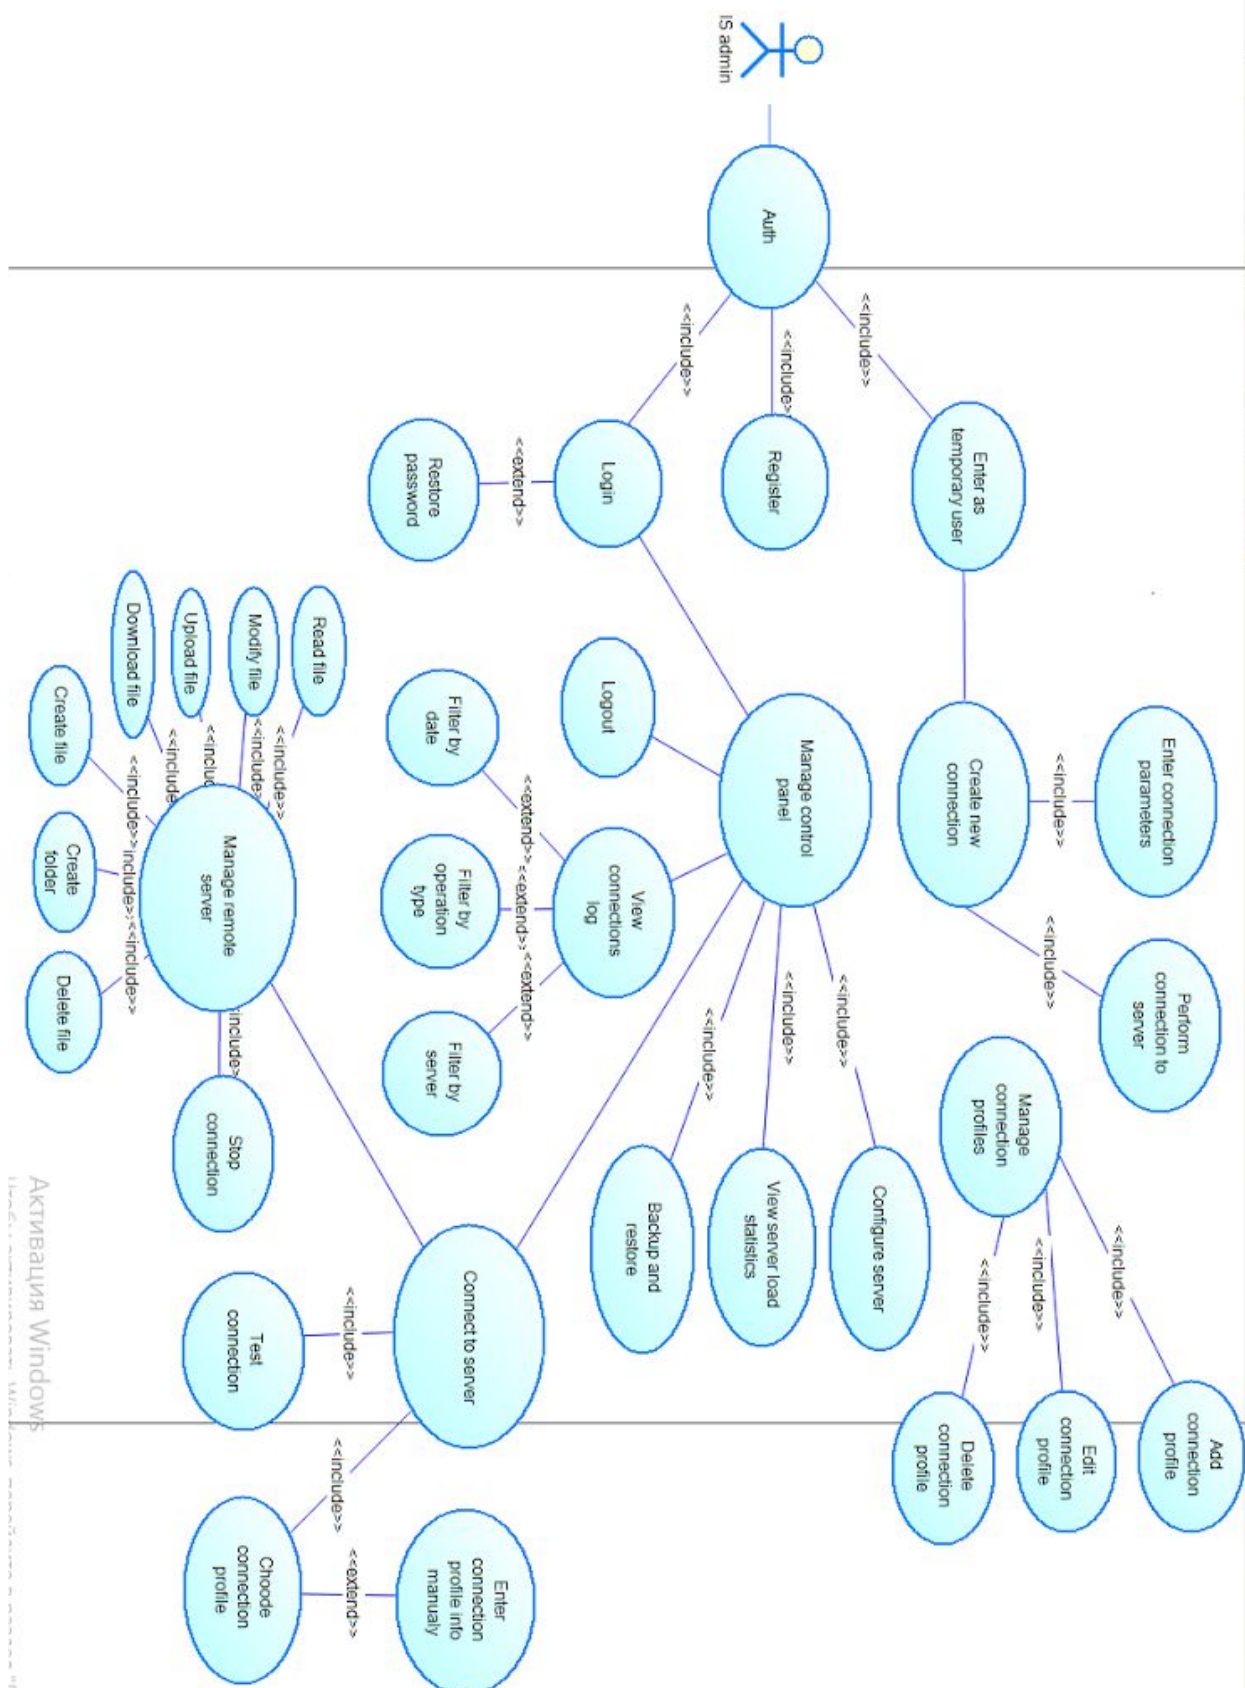 IS admin
Auth
<<include>>
<<include>>
<<include>>
Login
Register
Enter as
temporary user
<<extend>>
Restore
password
Logout
Manage control
panel
Create new
connection
<<include>>
Enter connection
parameters
<<include>>
Perform
connection to
server
View
connections
log
<<extend>>
<<extend>>
<<extend>>
Filter by
date
Filter by
operation
type
Filter by
server
<<include>>
<<include>>
<<include>>
Backup and
restore
View server load
statistics
Configure server
Manage
connection
profiles
<<include>>
<<include>>
<<include>>
Delete
connection
profile
Edit
connection
profile
Add
connection
profile
Read file
Modify file
Upload file
Download file
Create file
Create
folder
Delete file
<<include>>
<<include>
<<inclu
<<include
<<include>>
include>
<<include>>
Manage remote
server
include>
Stop
connection
Connect to server
<<include>>
Test
connection
<<include>>
Choode
connection
profile
<<extend>>
Enter
connection
profile info
manualy
Активация Windows